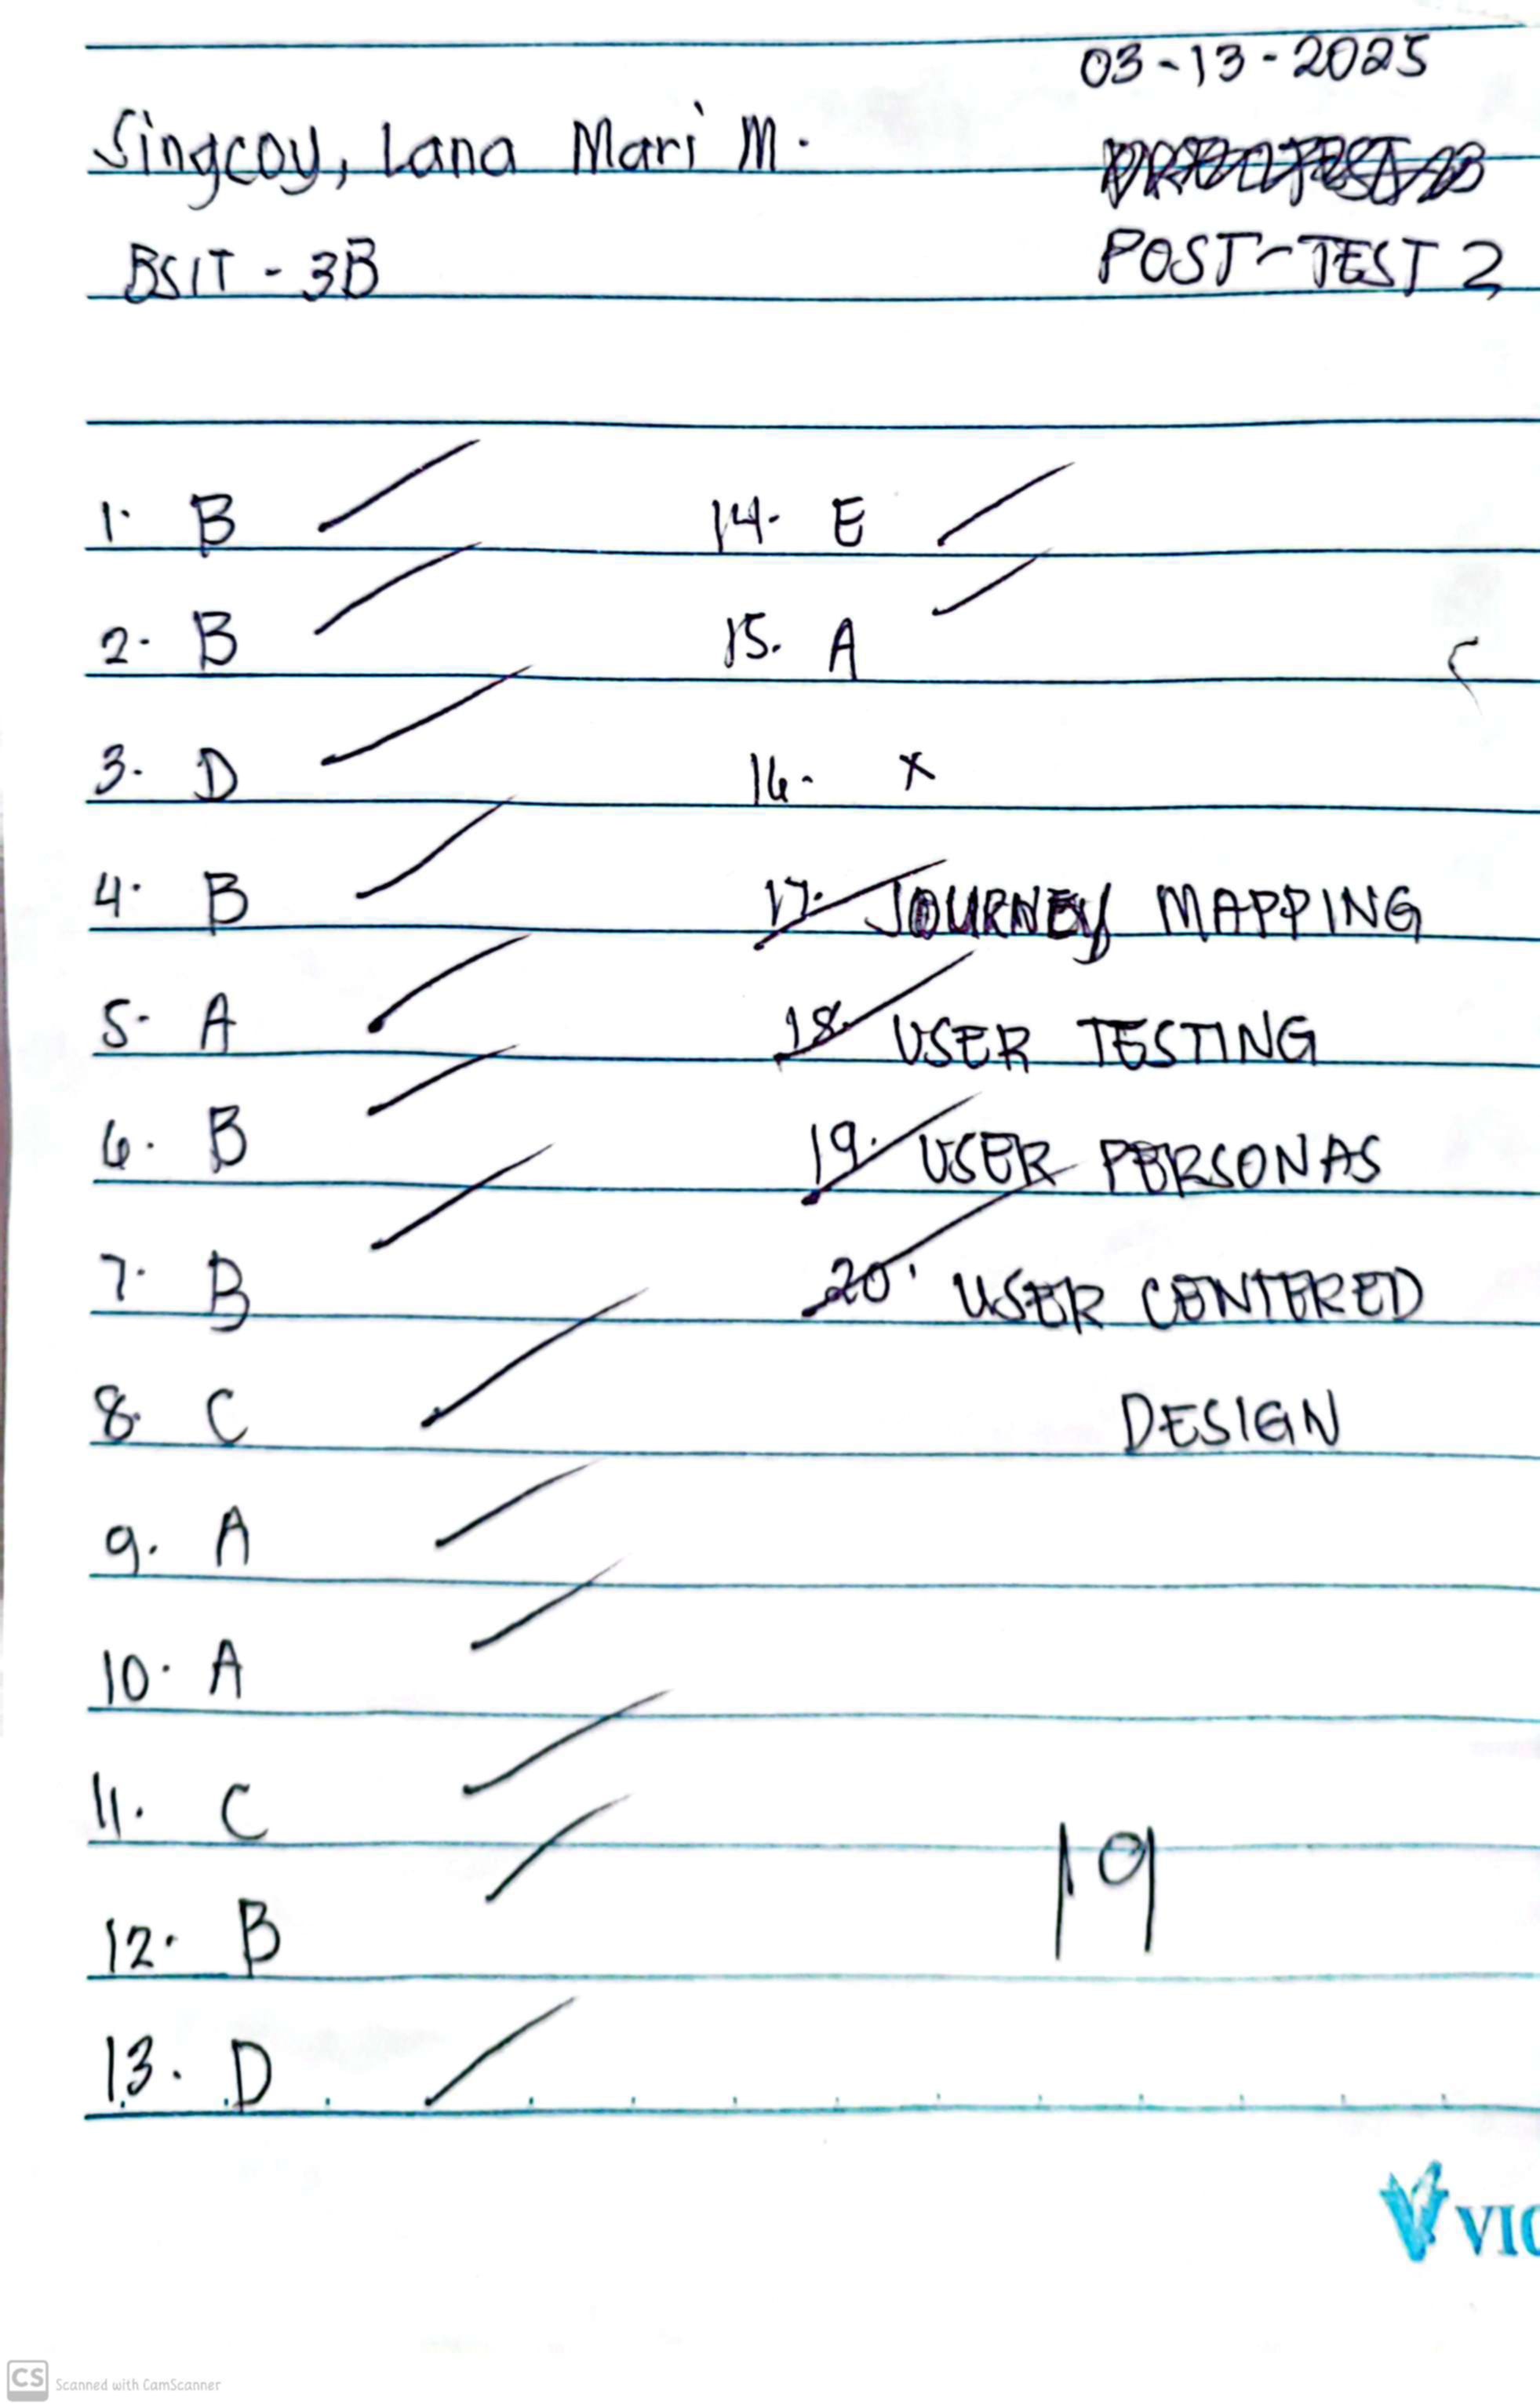 03-13-2025
Singcoy, Lana Mari M.
BSIT - 3B
POST-TEST 2
1. B
2. B
3. D
4. B
5. A
6. B
7. B
8. C
9. A
10. A
11. C
12. B
13. D
14. E
15. A
16. x
17. JOURNEY MAPPING
18. USER TESTING
19. USER PERSONAS
20. USER CENTERED
DESIGN
19
CS Scanned with CamScanner